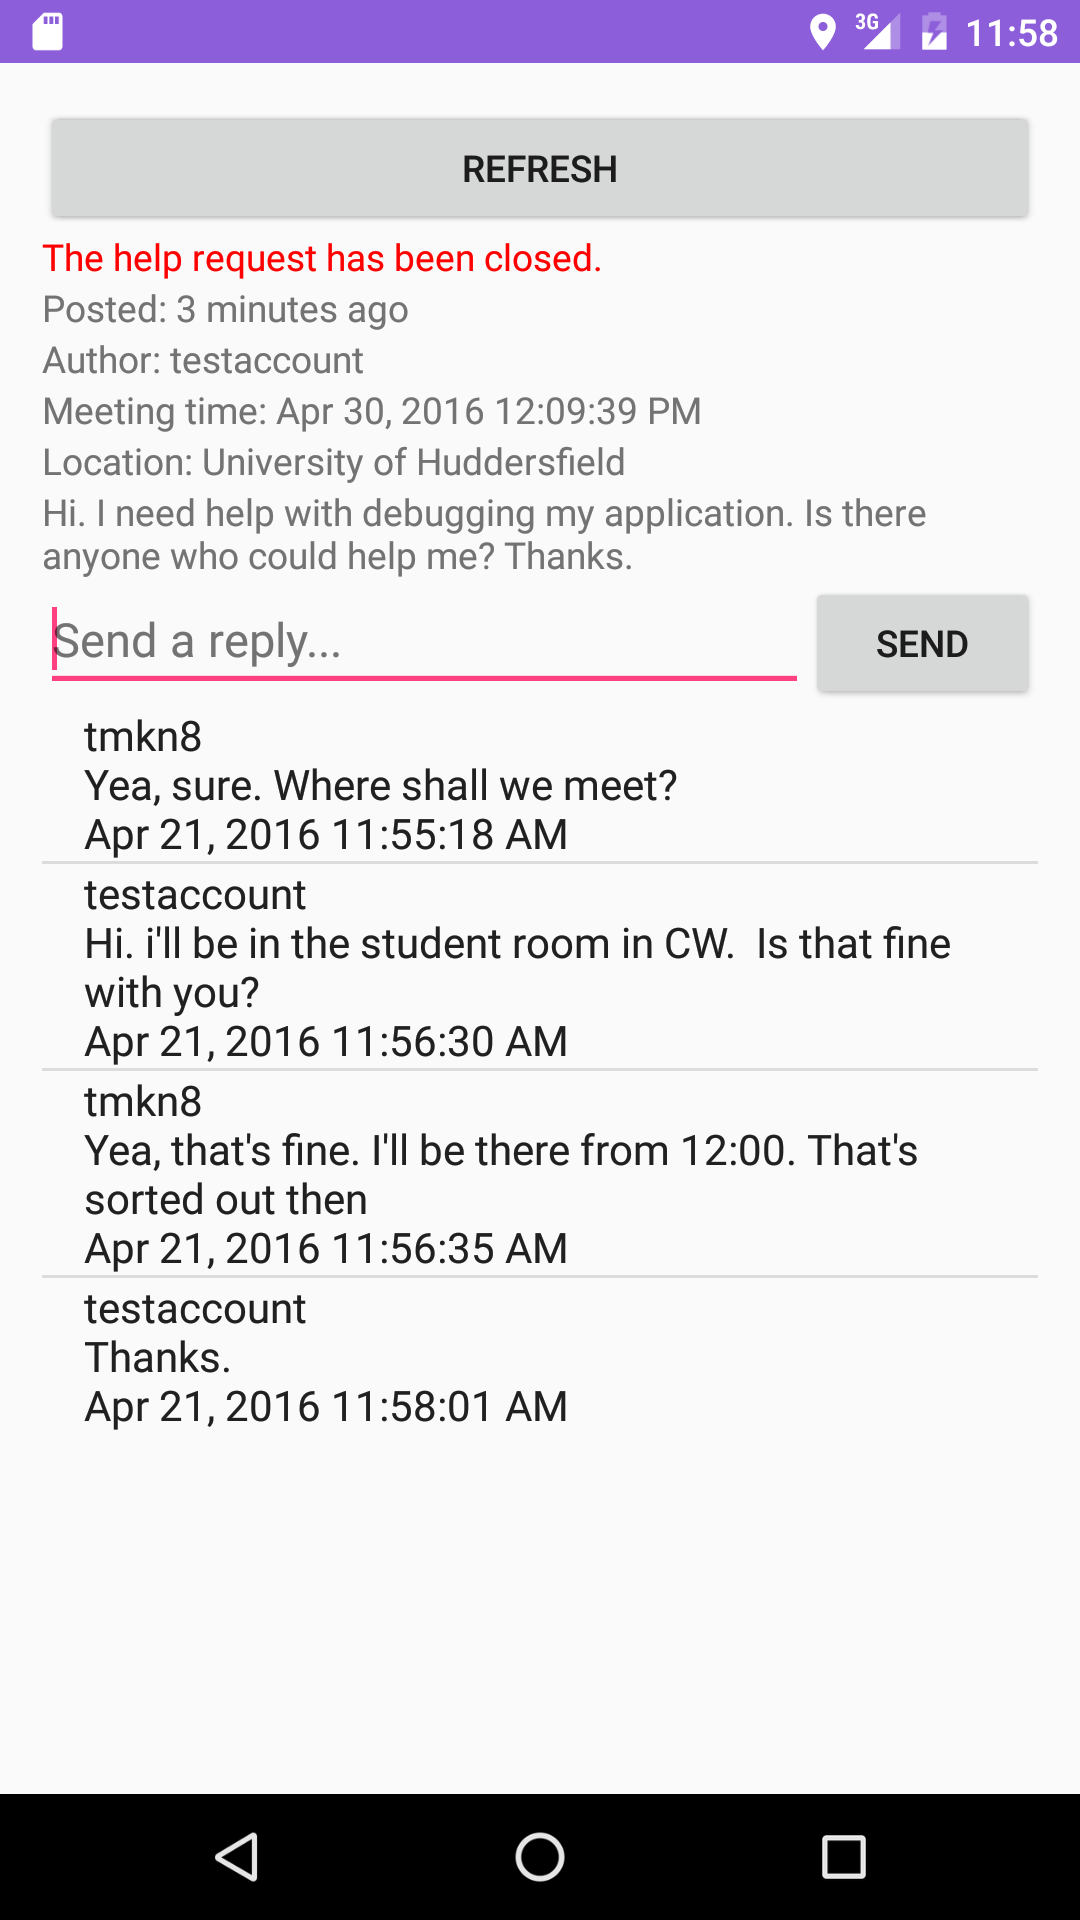 3G 11:58
REFRESH
The help request has been closed.
Posted: 3 minutes ago
Author: testaccount
Meeting time: Apr 30, 2016 12:09:39 PM
Location: University of Huddersfield
Hi. I need help with debugging my application. Is there
anyone who could help me? Thanks.
Send a reply...
SEND
tmkn8
Yea, sure. Where shall we meet?
Apr 21, 2016 11:55:18 AM
testaccount
Hi. i'll be in the student room in CW.  Is that fine
with you?
Apr 21, 2016 11:56:30 AM
tmkn8
Yea, that's fine. I'll be there from 12:00. That's
sorted out then
Apr 21, 2016 11:56:35 AM
testaccount
Thanks.
Apr 21, 2016 11:58:01 AM